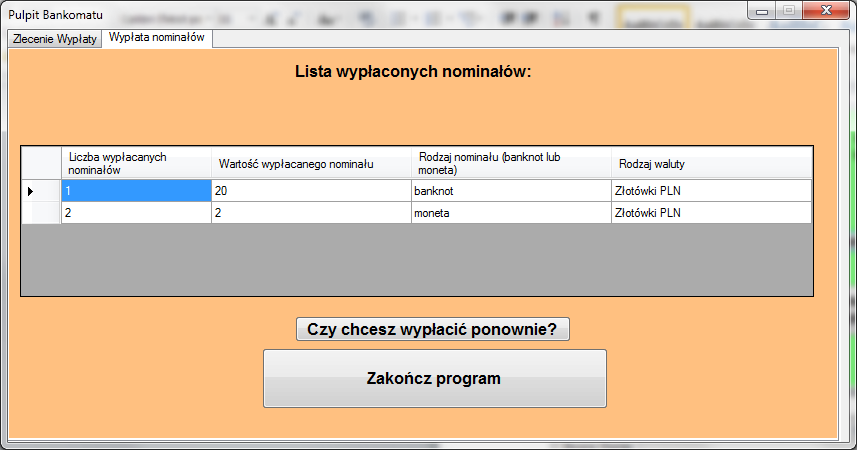 Pulpit Bankomatu
Zlecenie Wypłaty Wypłata nominałów
Lista wypłaconych nominałów:
Liczba wypłacanych nominałów Wartość wypłacanego nominału Rodzaj nominału (banknot lub moneta) Rodzaj waluty
1 20 banknot Złotówki PLN
2 2 moneta Złotówki PLN
Czy chcesz wypłacić ponownie?
Zakończ program